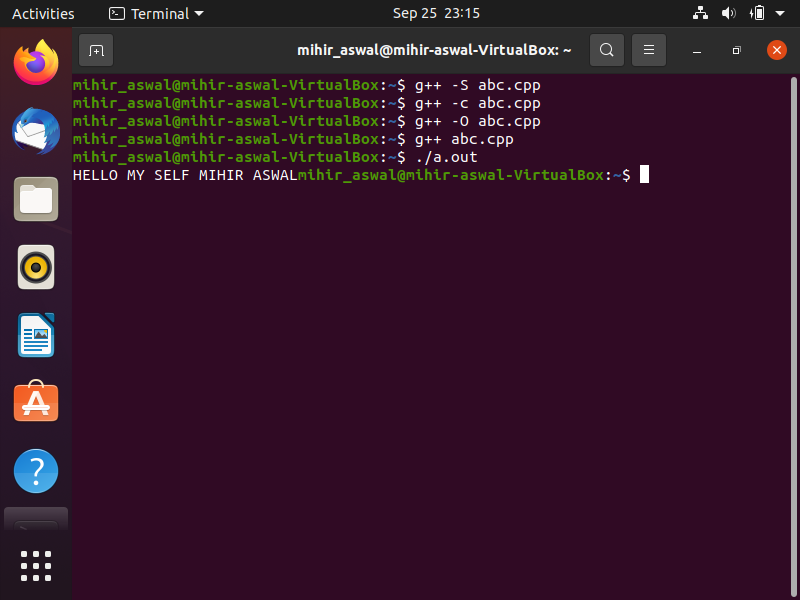 Activities
Terminal
Sep 25 23:15
mihir_aswal@mihir-aswal-VirtualBox: ~
mihir_aswal@mihir-aswal-VirtualBox:~$ g++ -S abc.cpp
mihir_aswal@mihir-aswal-VirtualBox:~$ g++ -c abc.cpp
mihir_aswal@mihir-aswal-VirtualBox:~$ g++ -O abc.cpp
mihir_aswal@mihir-aswal-VirtualBox:~$ g++ abc.cpp
mihir_aswal@mihir-aswal-VirtualBox:~$ ./a.out
HELLO MY SELF MIHIR ASWALmihir_aswal@mihir-aswal-VirtualBox:~$